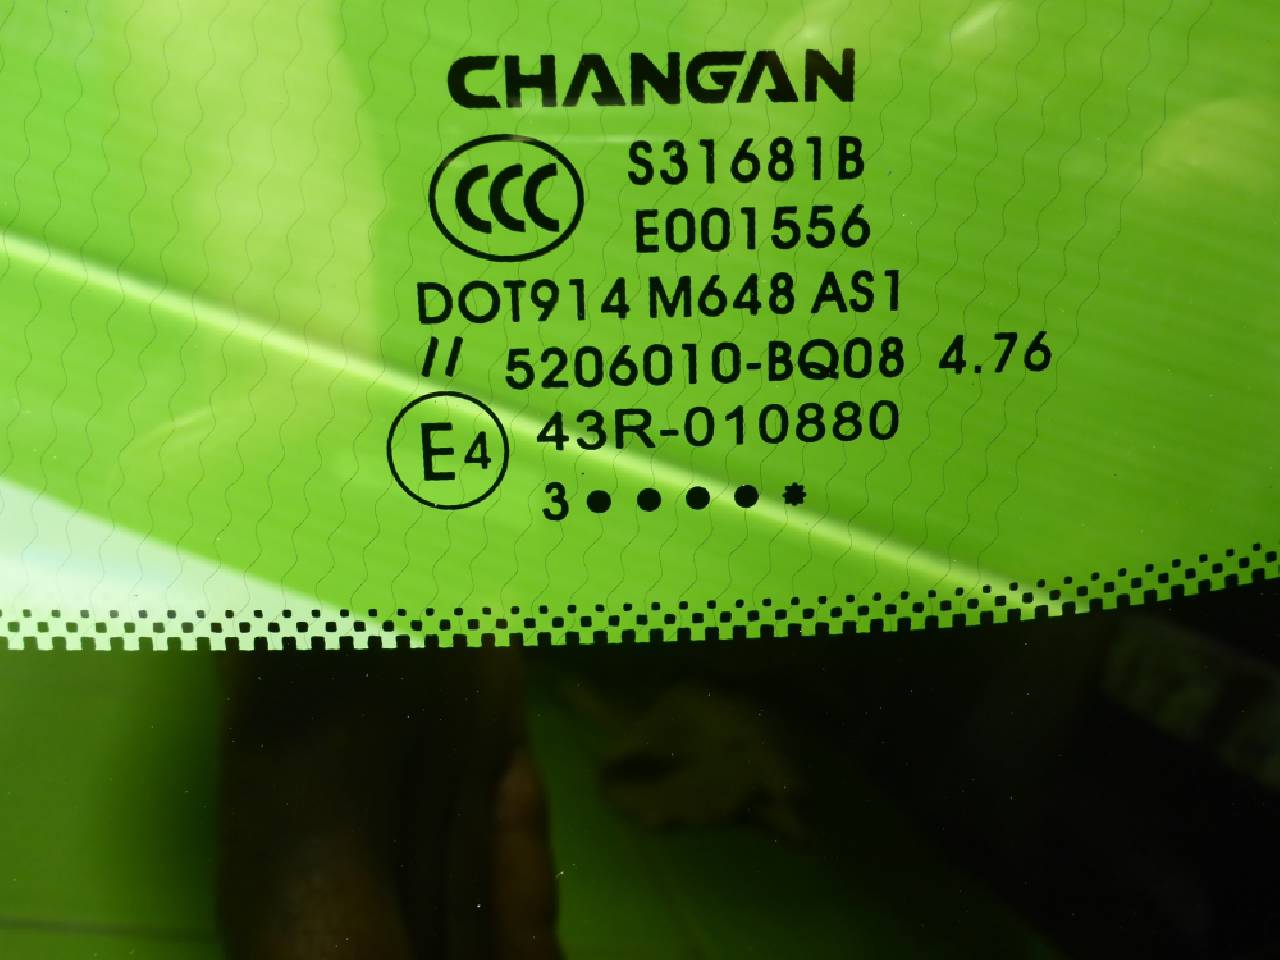 CHANGAN
CCC S31681B
E001556
DOT914 M648 AS1
// 5206010-BQ08 4.76
E4 43R-010880
3 ● ● ● ● *